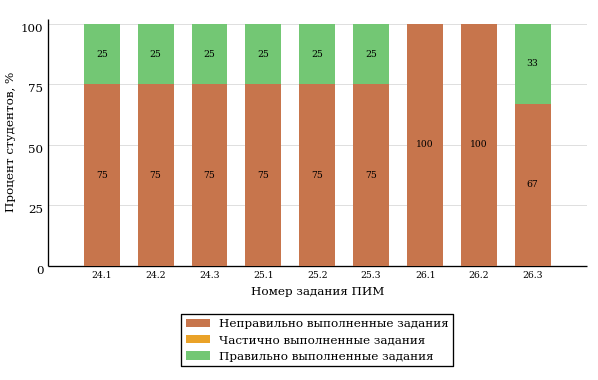 100
75
50
25
0
Процент студентов, %
25 25 25 25 25 25 33
75 75 75 75 75 75 100 100 67
24.1 24.2 24.3 25.1 25.2 25.3 26.1 26.2 26.3
Номер задания ПИМ
Неправильно выполненные задания
Частично выполненные задания
Правильно выполненные задания